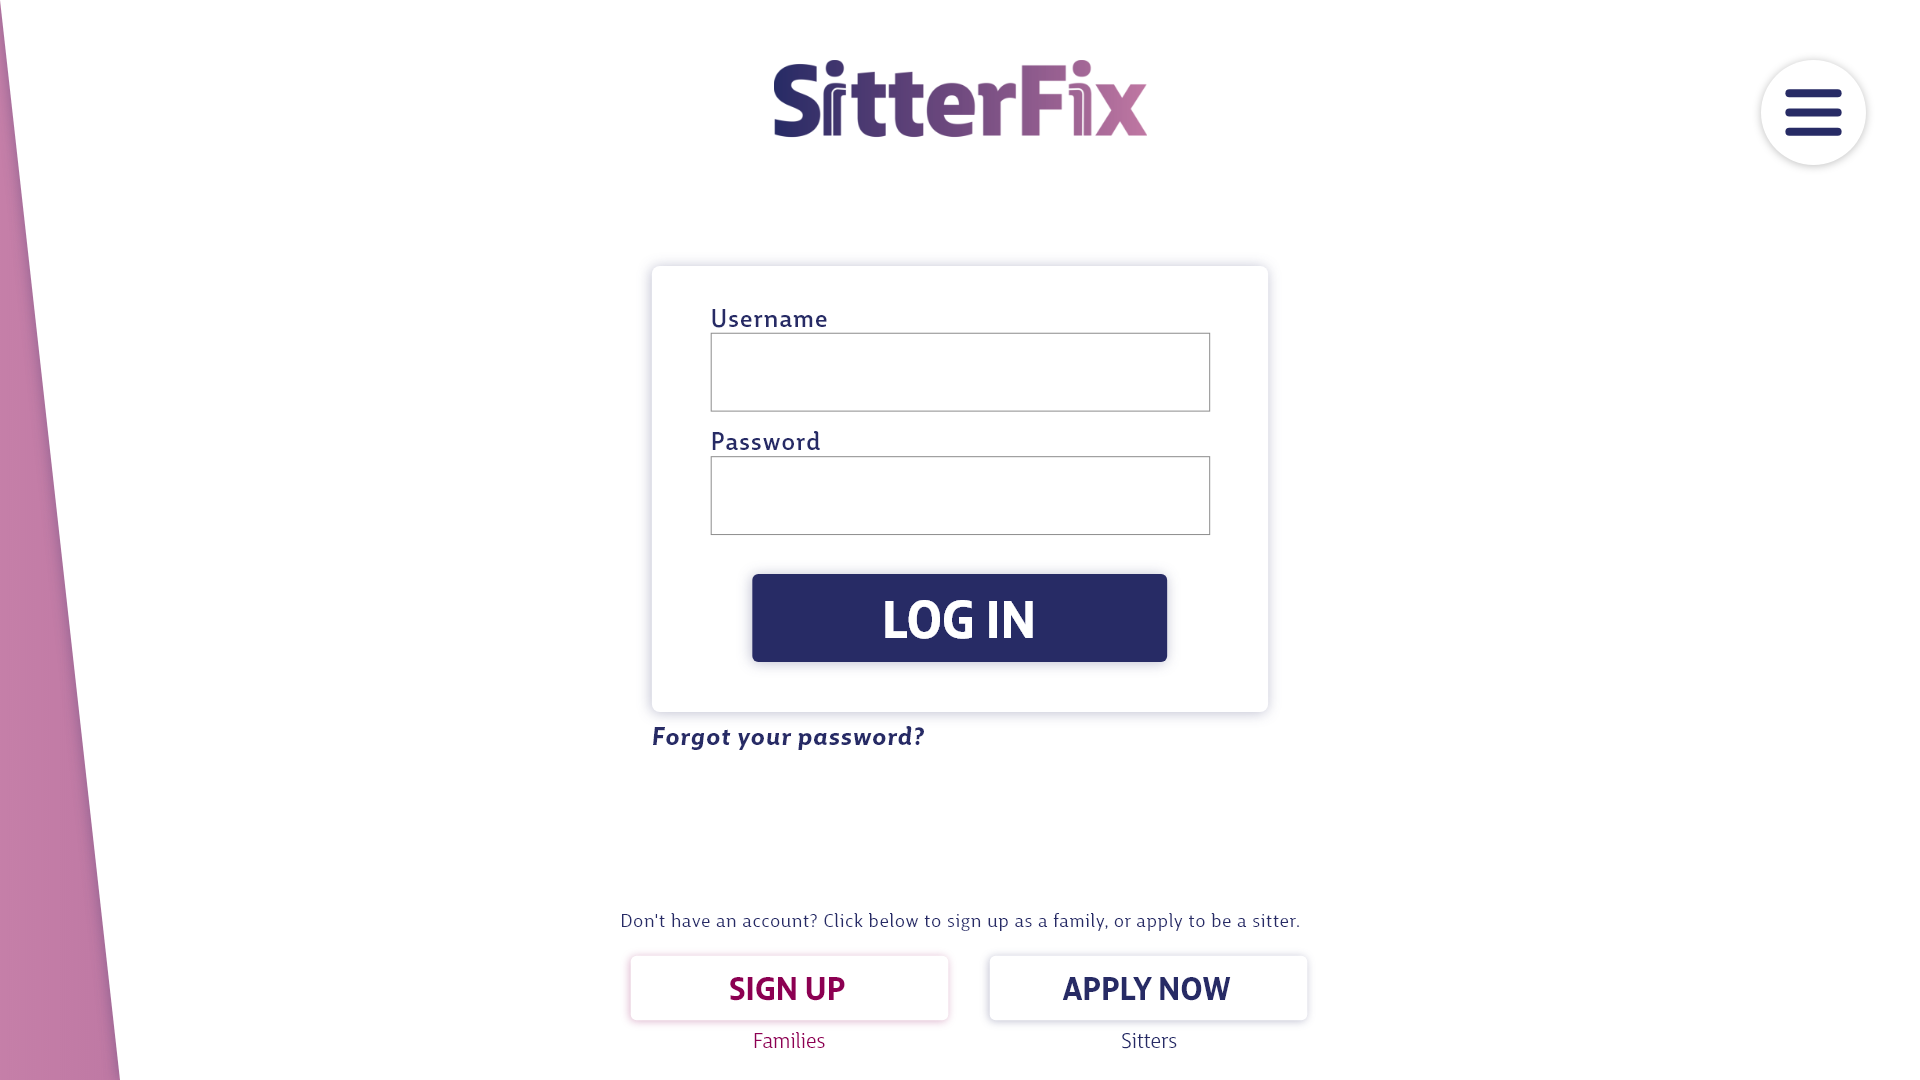 SitterFix
Username
Password
LOG IN
Forgot your password?
Don't have an account? Click below to sign up as a family, or apply to be a sitter.
SIGN UP
APPLY NOW
Families
Sitters